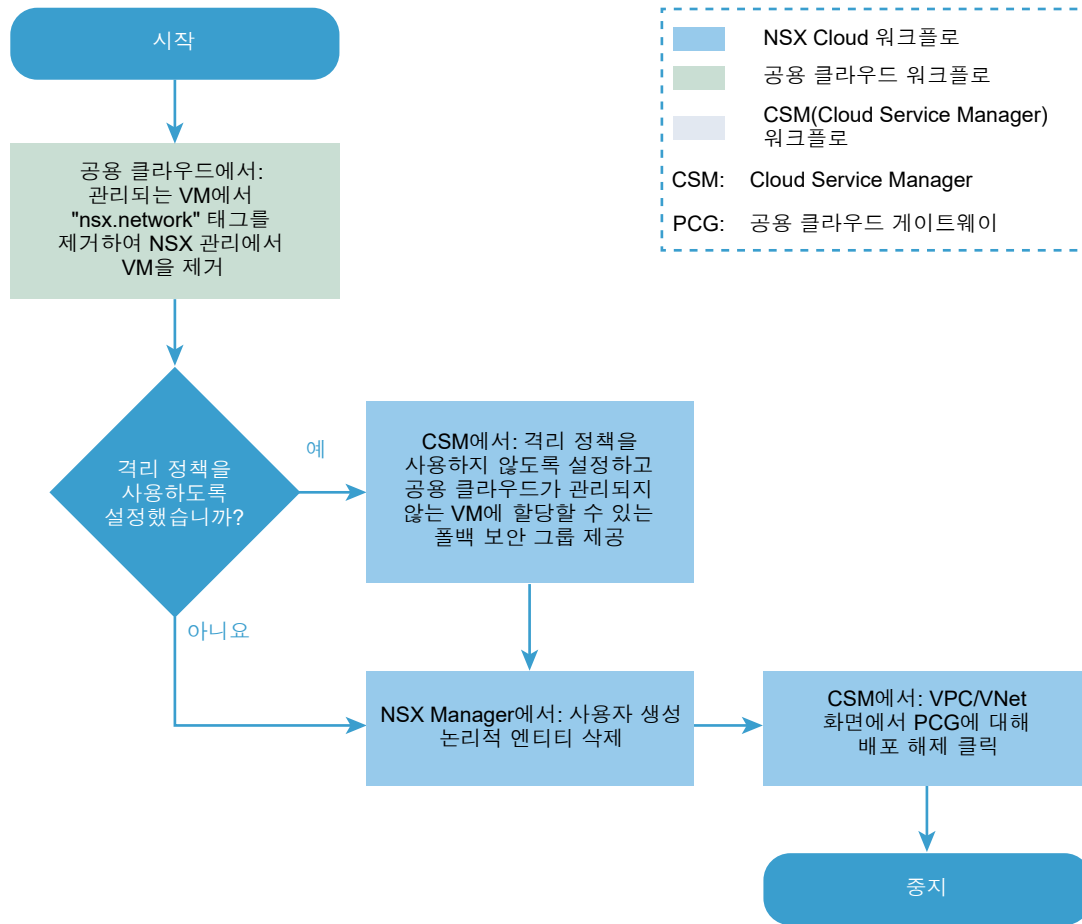 시작
NSX Cloud 워크플로
공용 클라우드 워크플로
CSM(Cloud Service Manager)
워크플로
CSM: Cloud Service Manager
PCG: 공용 클라우드 게이트웨이
공용 클라우드에서:
관리되는 VM에서
"nsx.network" 태그를
제거하여 NSX 관리에서
VM을 제거
격리 정책을
사용하도록
설정했습니까?
예
CSM에서: 격리 정책을
사용하지 않도록 설정하고
공용 클라우드가 관리되지
않는 VM에 할당할 수 있는
폴백 보안 그룹 제공
아니요
NSX Manager에서: 사용자 생성
논리적 엔티티 삭제
CSM에서: VPC/VNet
화면에서 PCG에 대해
배포 해제 클릭
중지